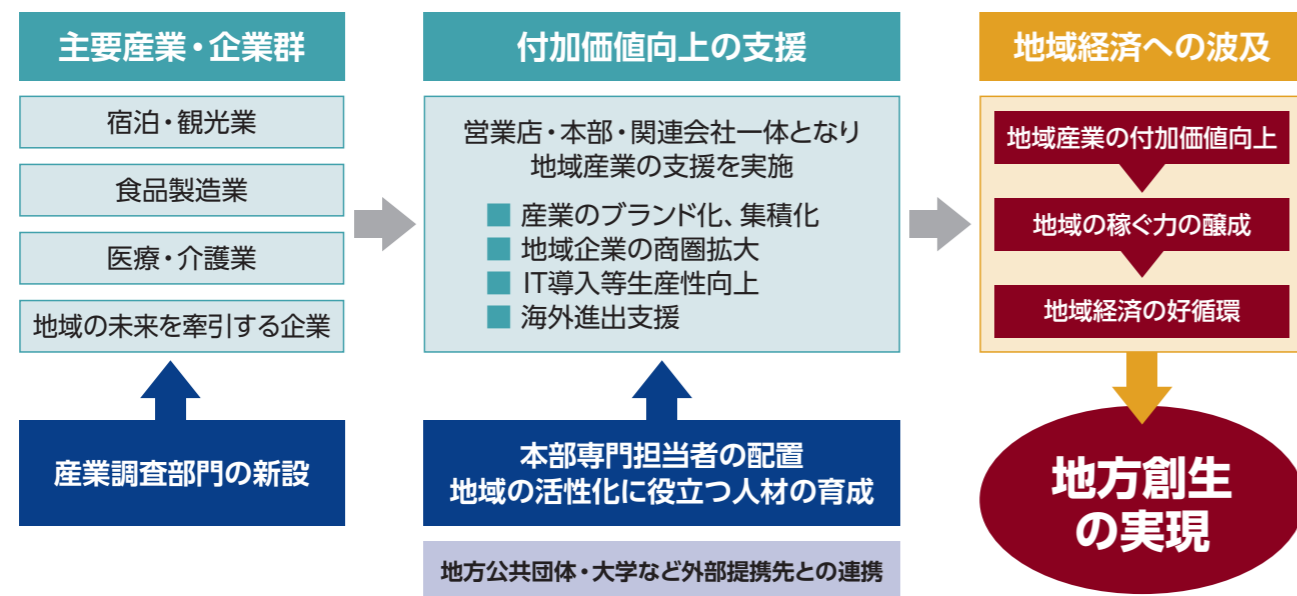 主要産業・企業群
宿泊・観光業
食品製造業
医療・介護業
地域の未来を牽引する企業
産業調査部門の新設
付加価値向上の支援
営業店・本部・関連会社一体となり
地域産業の支援を実施
■ 産業のブランド化、集積化
■ 地域企業の商圏拡大
■ IT導入等生産性向上
■ 海外進出支援
本部専門担当者の配置
地域の活性化に役立つ人材の育成
地方公共団体・大学など外部提携先との連携
地域経済への波及
地域産業の付加価値向上
地域の稼ぐ力の醸成
地域経済の好循環
地方創生
の実現